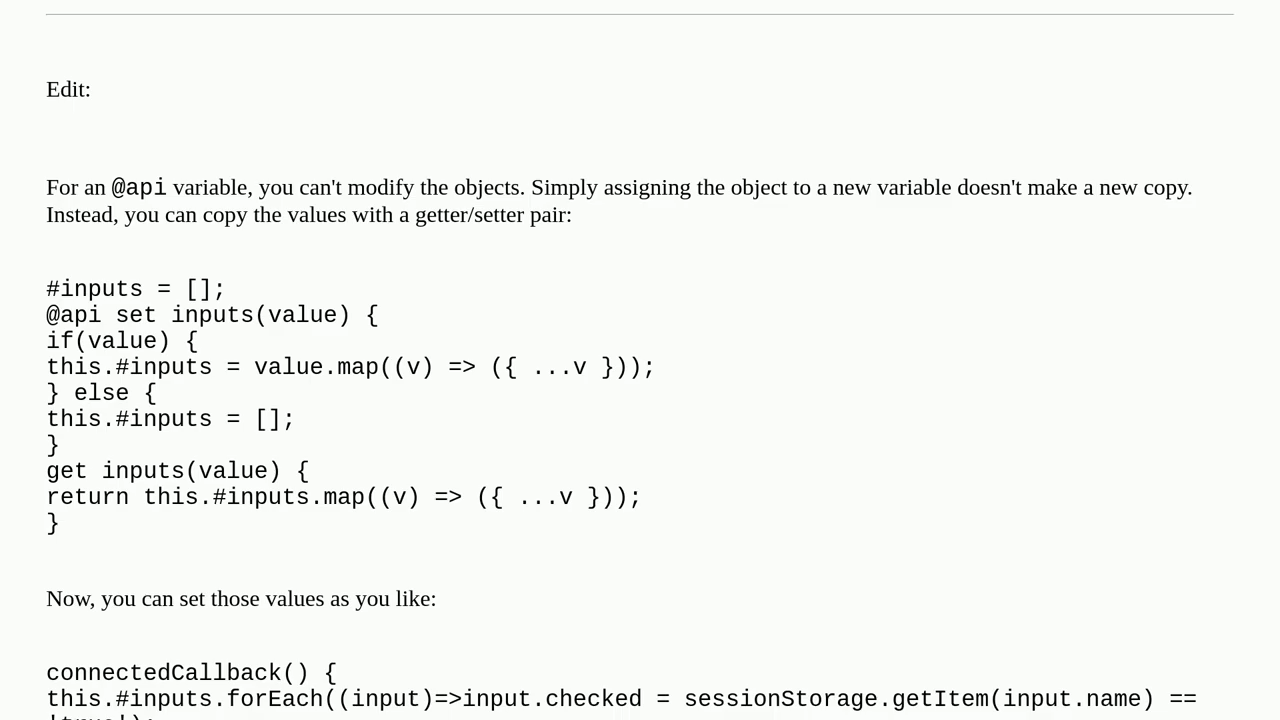 Edit:
For an @api variable, you can't modify the objects. Simply assigning the object to a new variable doesn't make a new copy.
Instead, you can copy the values with a getter/setter pair:
#inputs = [];
@api set inputs(value) {
if(value) {
this.#inputs = value.map((v) => ({ ...v }));
} else {
this.#inputs = [];
}
get inputs(value) {
return this.#inputs.map((v) => ({ ...v }));
}
Now, you can set those values as you like:
connectedCallback() {
this.#inputs.forEach((input)=>input.checked = sessionStorage.getItem(input.name) ==